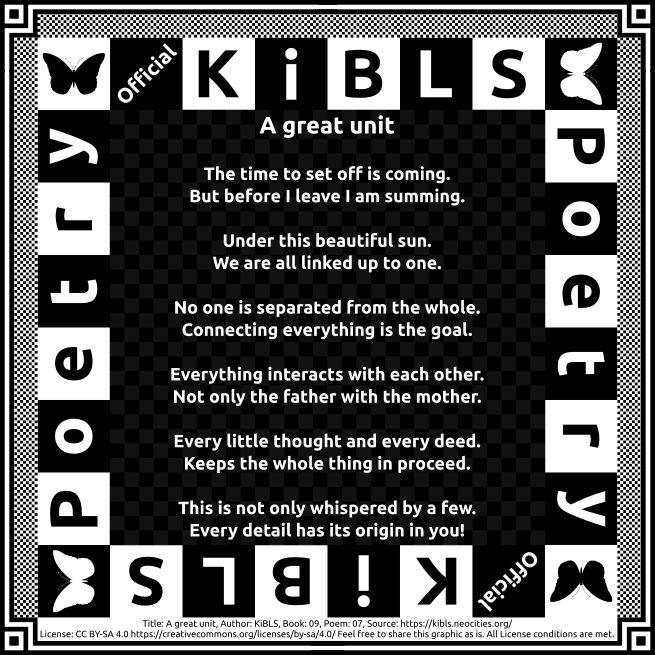 Official KiBLS
Poetry
Poetry
A great unit
The time to set off is coming.
But before I leave I am summing.
Under this beautiful sun.
We are all linked up to one.
No one is separated from the whole.
Connecting everything is the goal.
Everything interacts with each other.
Not only the father with the mother.
Every little thought and every deed.
Keeps the whole thing in proceed.
This is not only whispered by a few.
Every detail has its origin in you!
Official KiBLS
Title: A great unit, Author: KiBLS, Book: 09, Poem: 07, Source: https://kibls.neocities.org/
License: CC BY-SA 4.0 https://creativecommons.org/licenses/by-sa/4.0/ Feel free to share this graphic as is. All License conditions are met.